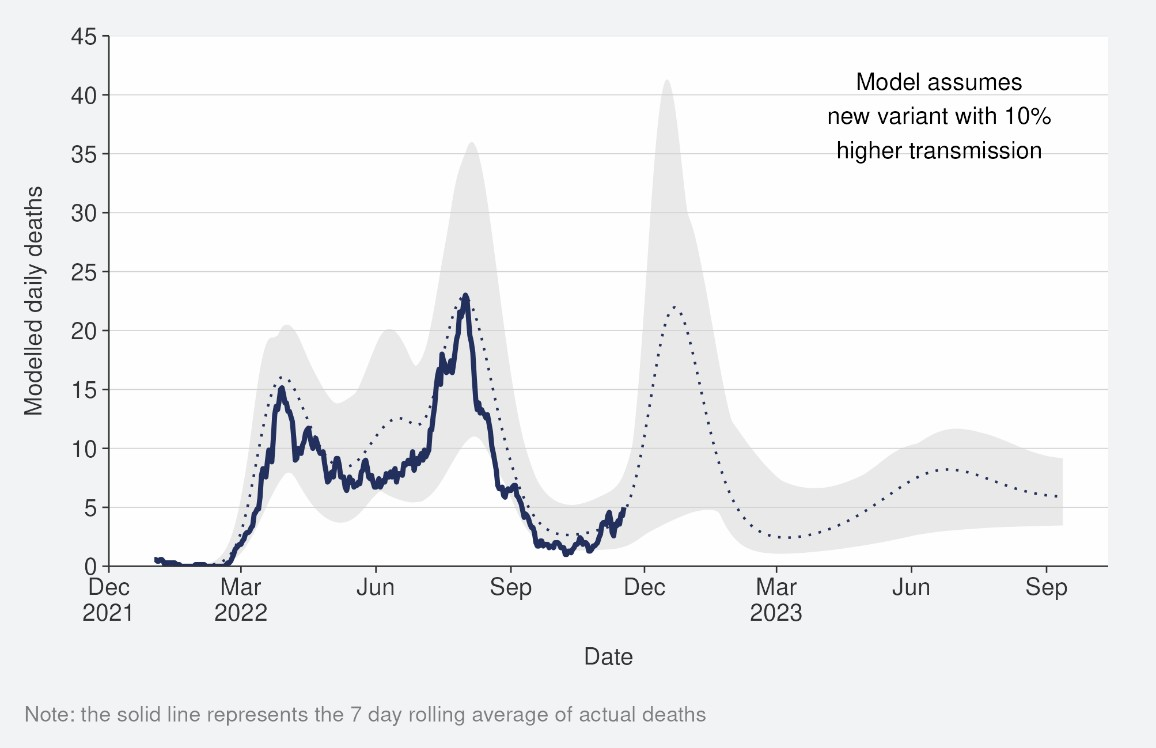 45
40
35
30
25
20
15
10
5
0
Modelled daily deaths
Model assumes
new variant with 10%
higher transmission
Dec Mar Jun Sep Dec Mar Jun Sep
2021 2022 2023
Date
Note: the solid line represents the 7 day rolling average of actual deaths